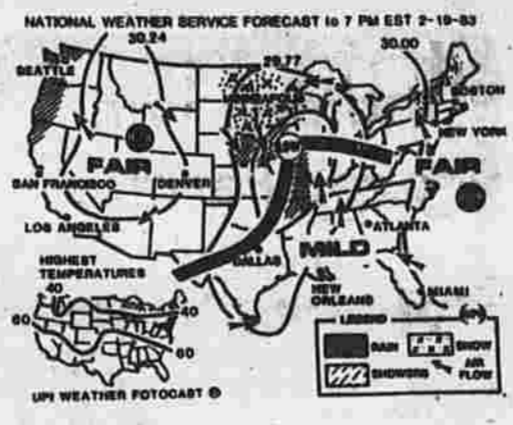 NATIONAL WEATHER SERVICE FORECAST to 7 PM EST 2-19-83
30.24
30.00
SEATTLE
29.77
MINNEAPOLIS
BOSTON
LOW
NEW YORK
FAIR
FAIR
SAN FRANCISCO
DENVER
LOS ANGELES
ATLANTA
HIGHEST
TEMPERATURES
MILD
DALLAS
NEW
ORLEANS
MIAMI
40
40
60
60
LEGEND
RAIN
SNOW
SHOWERS
AIR
FLOW
UPI WEATHER FOTOCAST ©